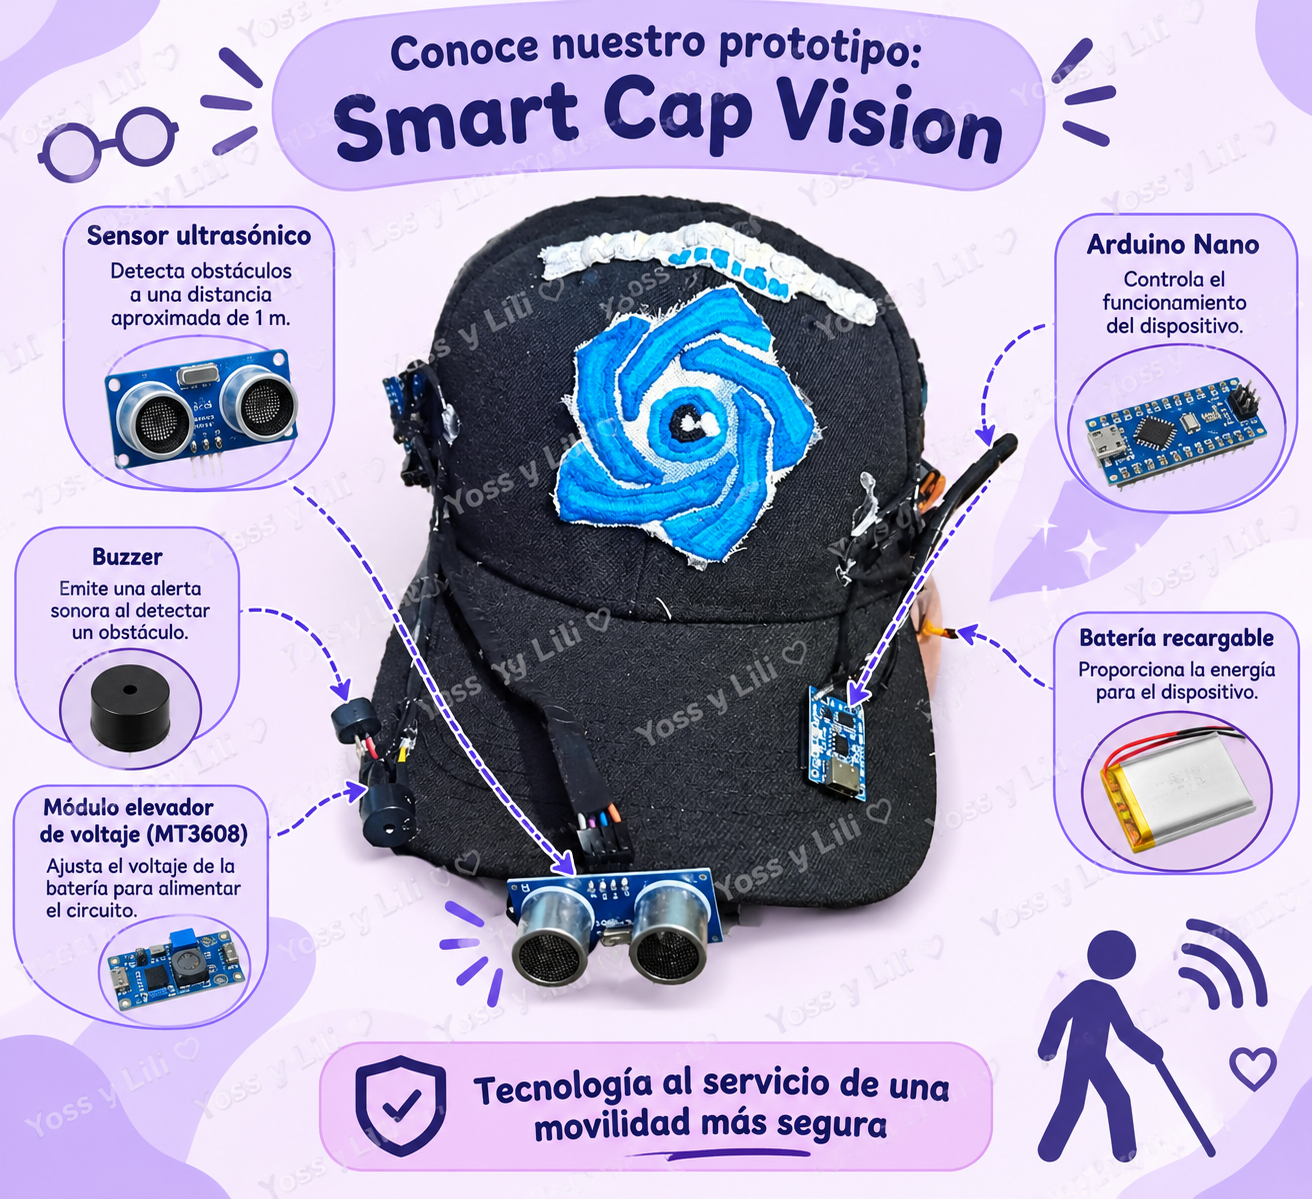 Conoce nuestro prototipo:
Smart Cap Vision
Sensor ultrasónico
Detecta obstáculos
a una distancia
aproximada de 1 m.
Buzzer
Emite una alerta
sonora al detectar
un obstáculo.
Módulo elevador
de voltaje (MT3608)
Ajusta el voltaje de la
batería para alimentar
el circuito.
VISIÓN
Arduino Nano
Controla el
funcionamiento
del dispositivo.
Batería recargable
Proporciona la energía
para el dispositivo.
Tecnología al servicio de una
movilidad más segura
Yoss y Lili